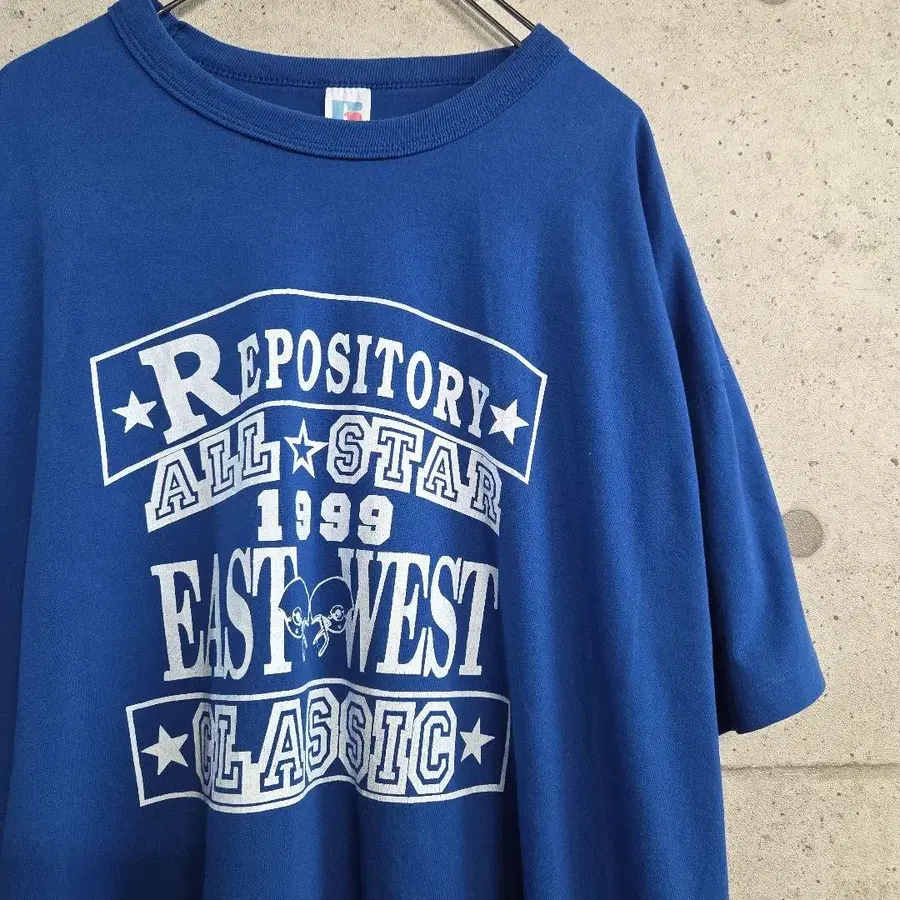 REPOSITORY
ALL STAR
1999
EAST WEST
CLASSIC